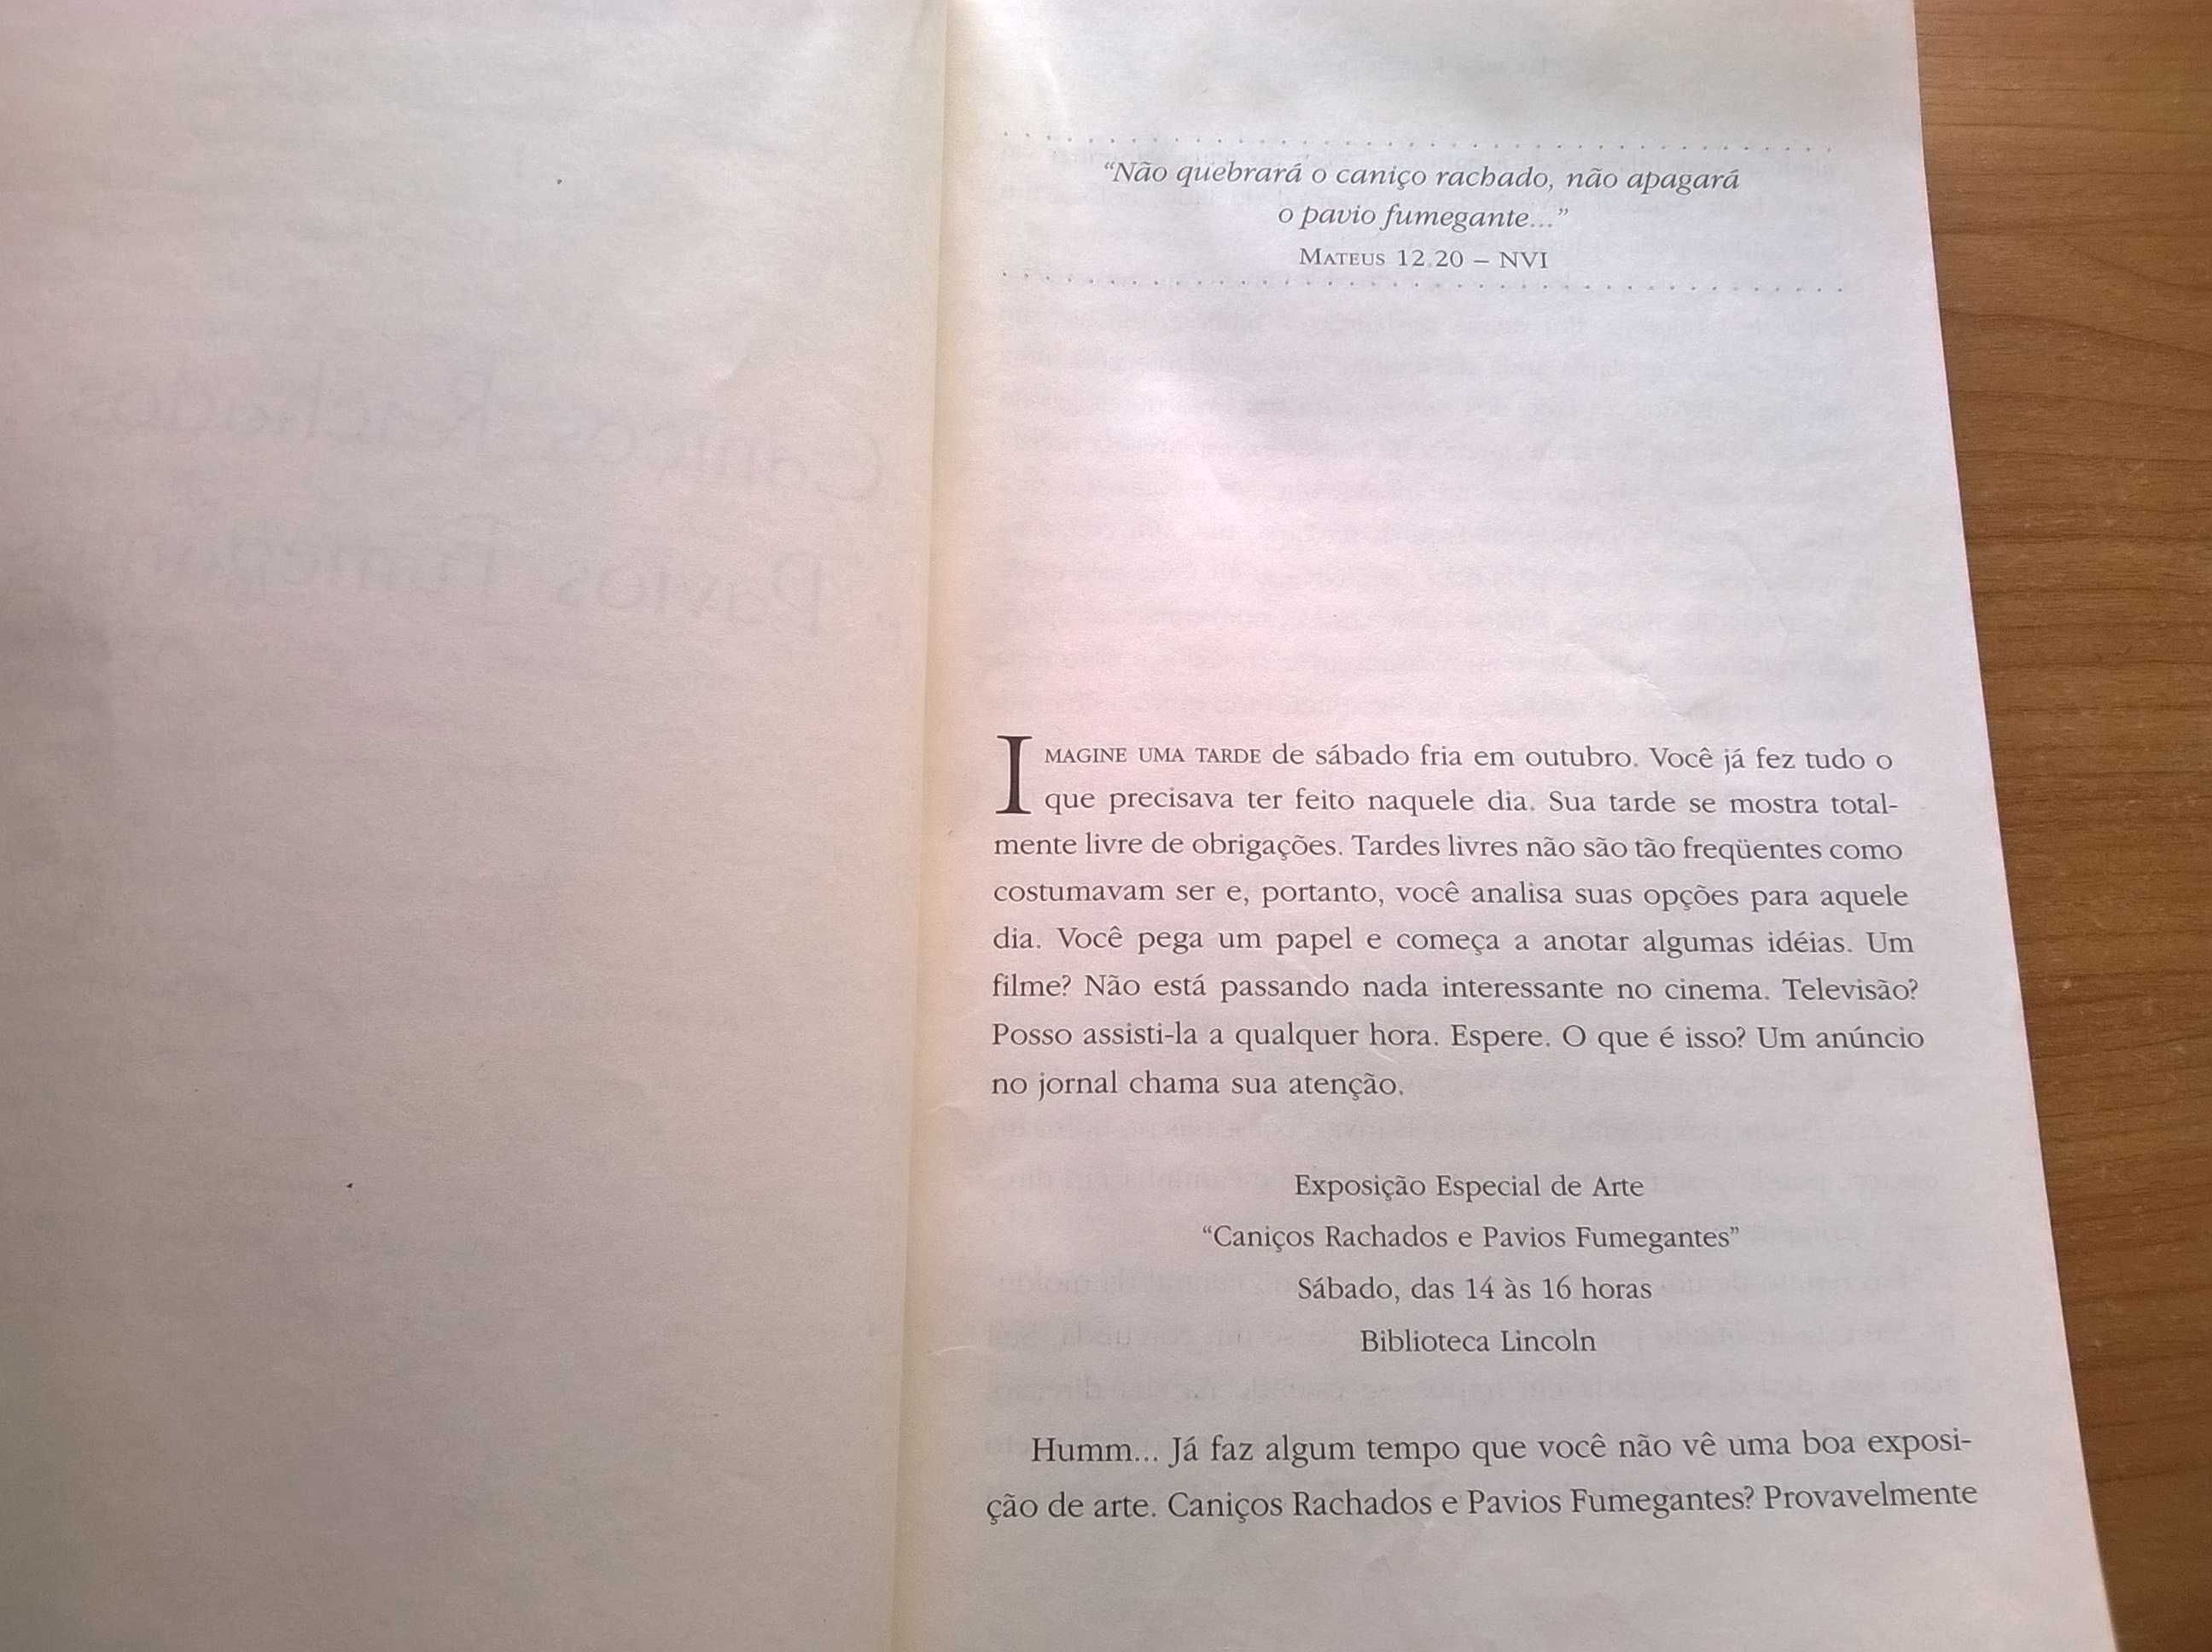 “Não quebrará o caniço rachado, não apagará
o pavio fumegante...”
MATEUS 12.20 – NVI
IMAGINE UMA TARDE de sábado fria em outubro. Você já fez tudo o
que precisava ter feito naquele dia. Sua tarde se mostra total-
mente livre de obrigações. Tardes livres não são tão freqüentes como
costumavam ser e, portanto, você analisa suas opções para aquele
dia. Você pega um papel e começa a anotar algumas idéias. Um
filme? Não está passando nada interessante no cinema. Televisão?
Posso assisti-la a qualquer hora. Espere. O que é isso? Um anúncio
no jornal chama sua atenção.
Exposição Especial de Arte
“Caniços Rachados e Pavios Fumegantes”
Sábado, das 14 às 16 horas
Biblioteca Lincoln
Humm... Já faz algum tempo que você não vê uma boa exposi-
ção de arte. Caniços Rachados e Pavios Fumegantes? Provavelmente